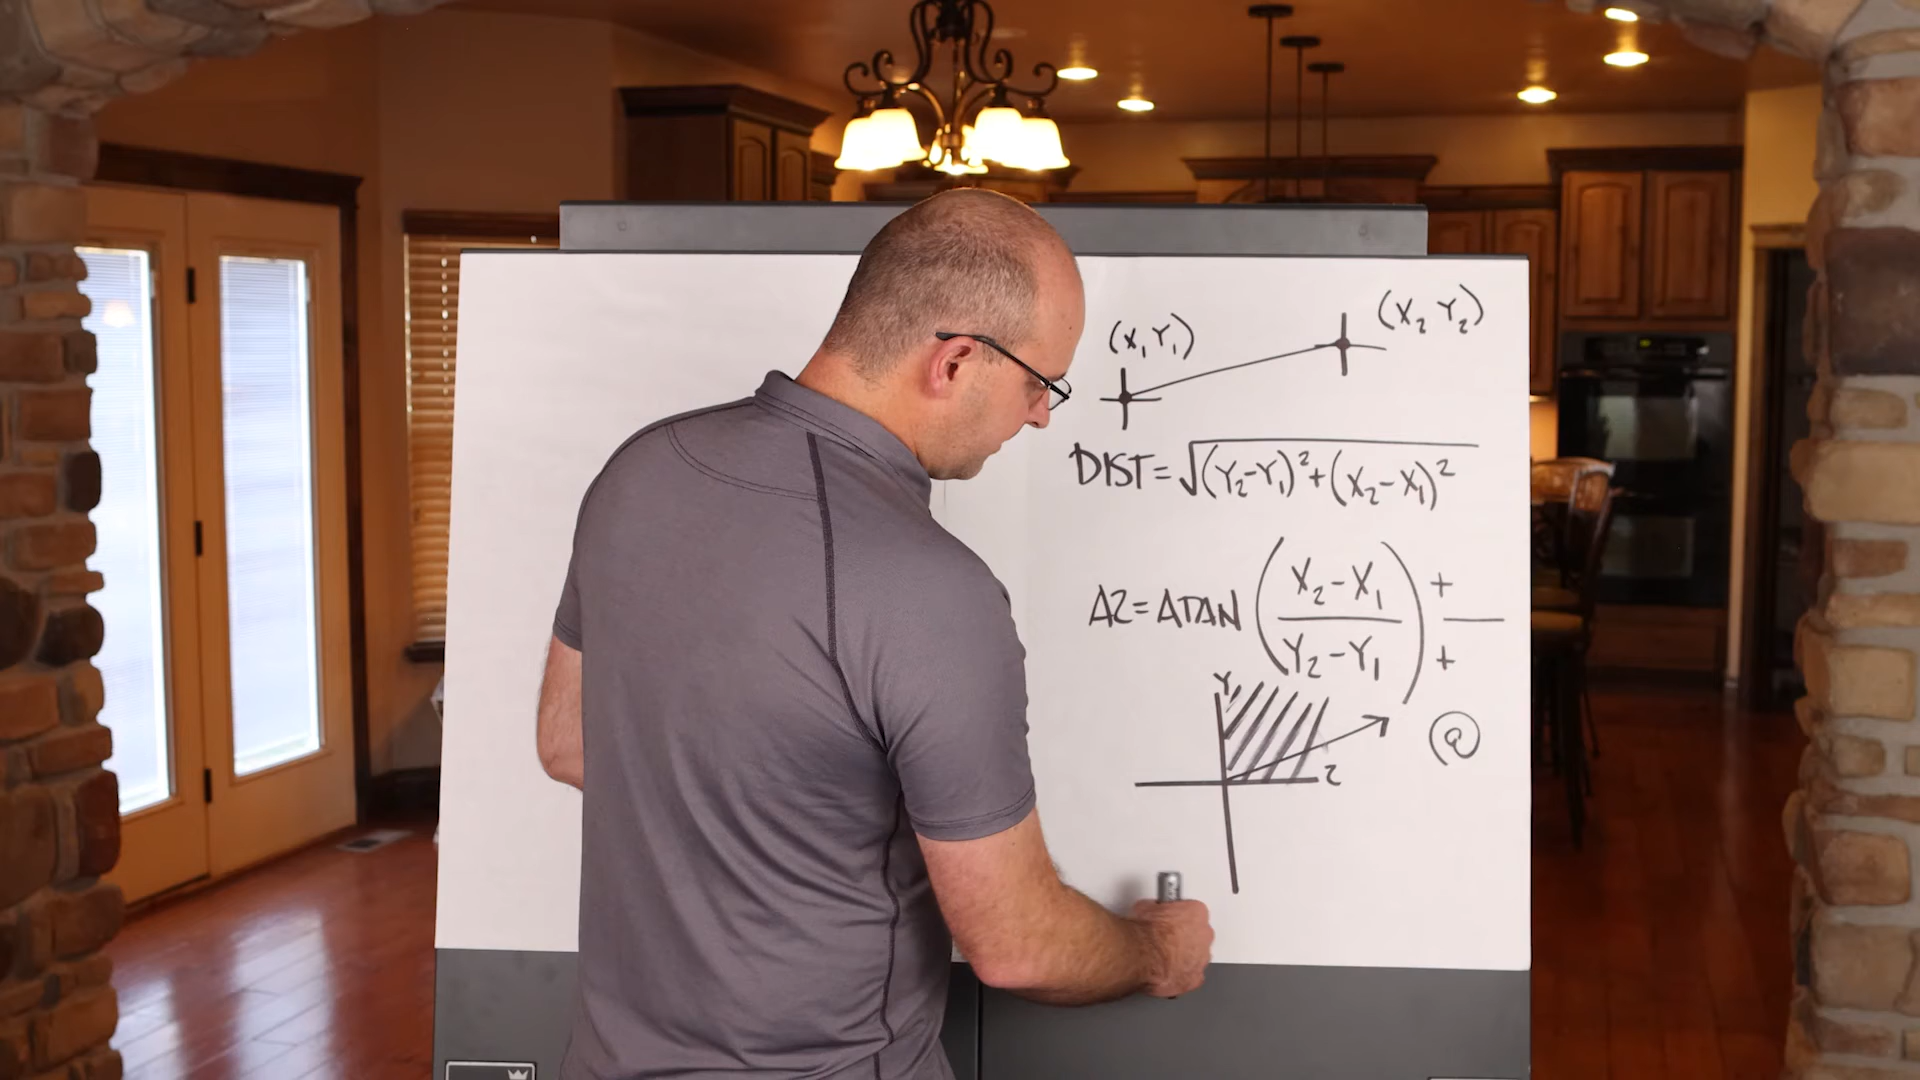 (X₁ Y₁)
(X₂ Y₂)
DIST=√(Y₂-Y₁)²+(X₂-X₁)²
AZ=ATAN (X₂-X₁ / Y₂-Y₁) + / +
Y
Z
a